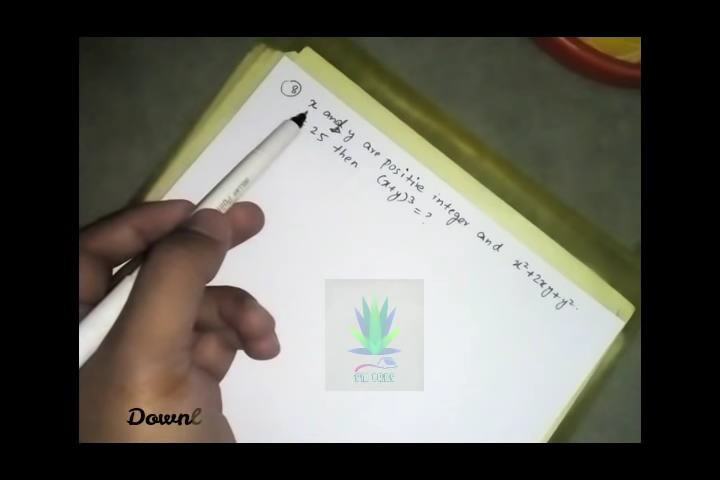 8
x and y are positive integer and x²+2xy+y².
25 then (x+y)³ = ?
Downl